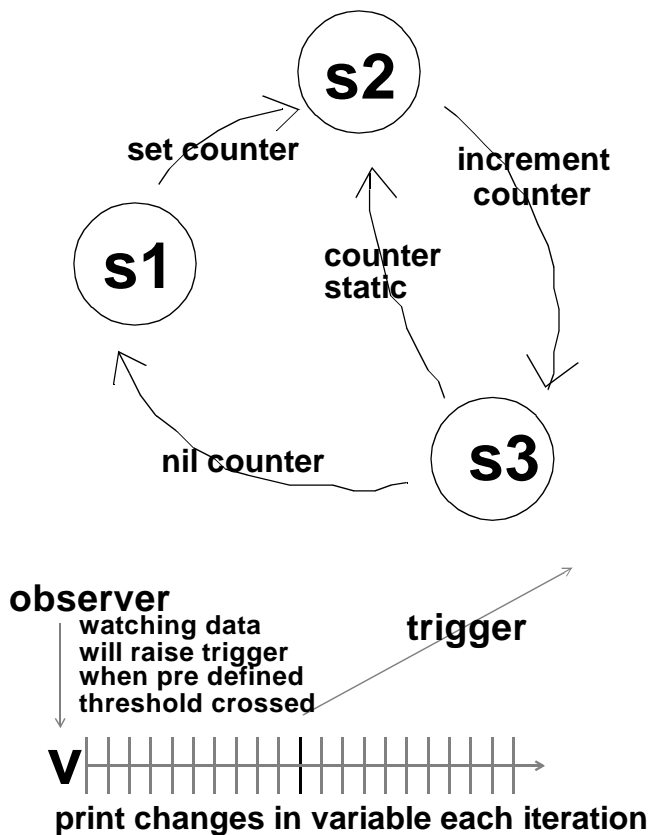 s2
set counter
increment
counter
s1
counter
static
nil counter
s3
observer
watching data
will raise trigger
when pre defined
threshold crossed
trigger
v
print changes in variable each iteration